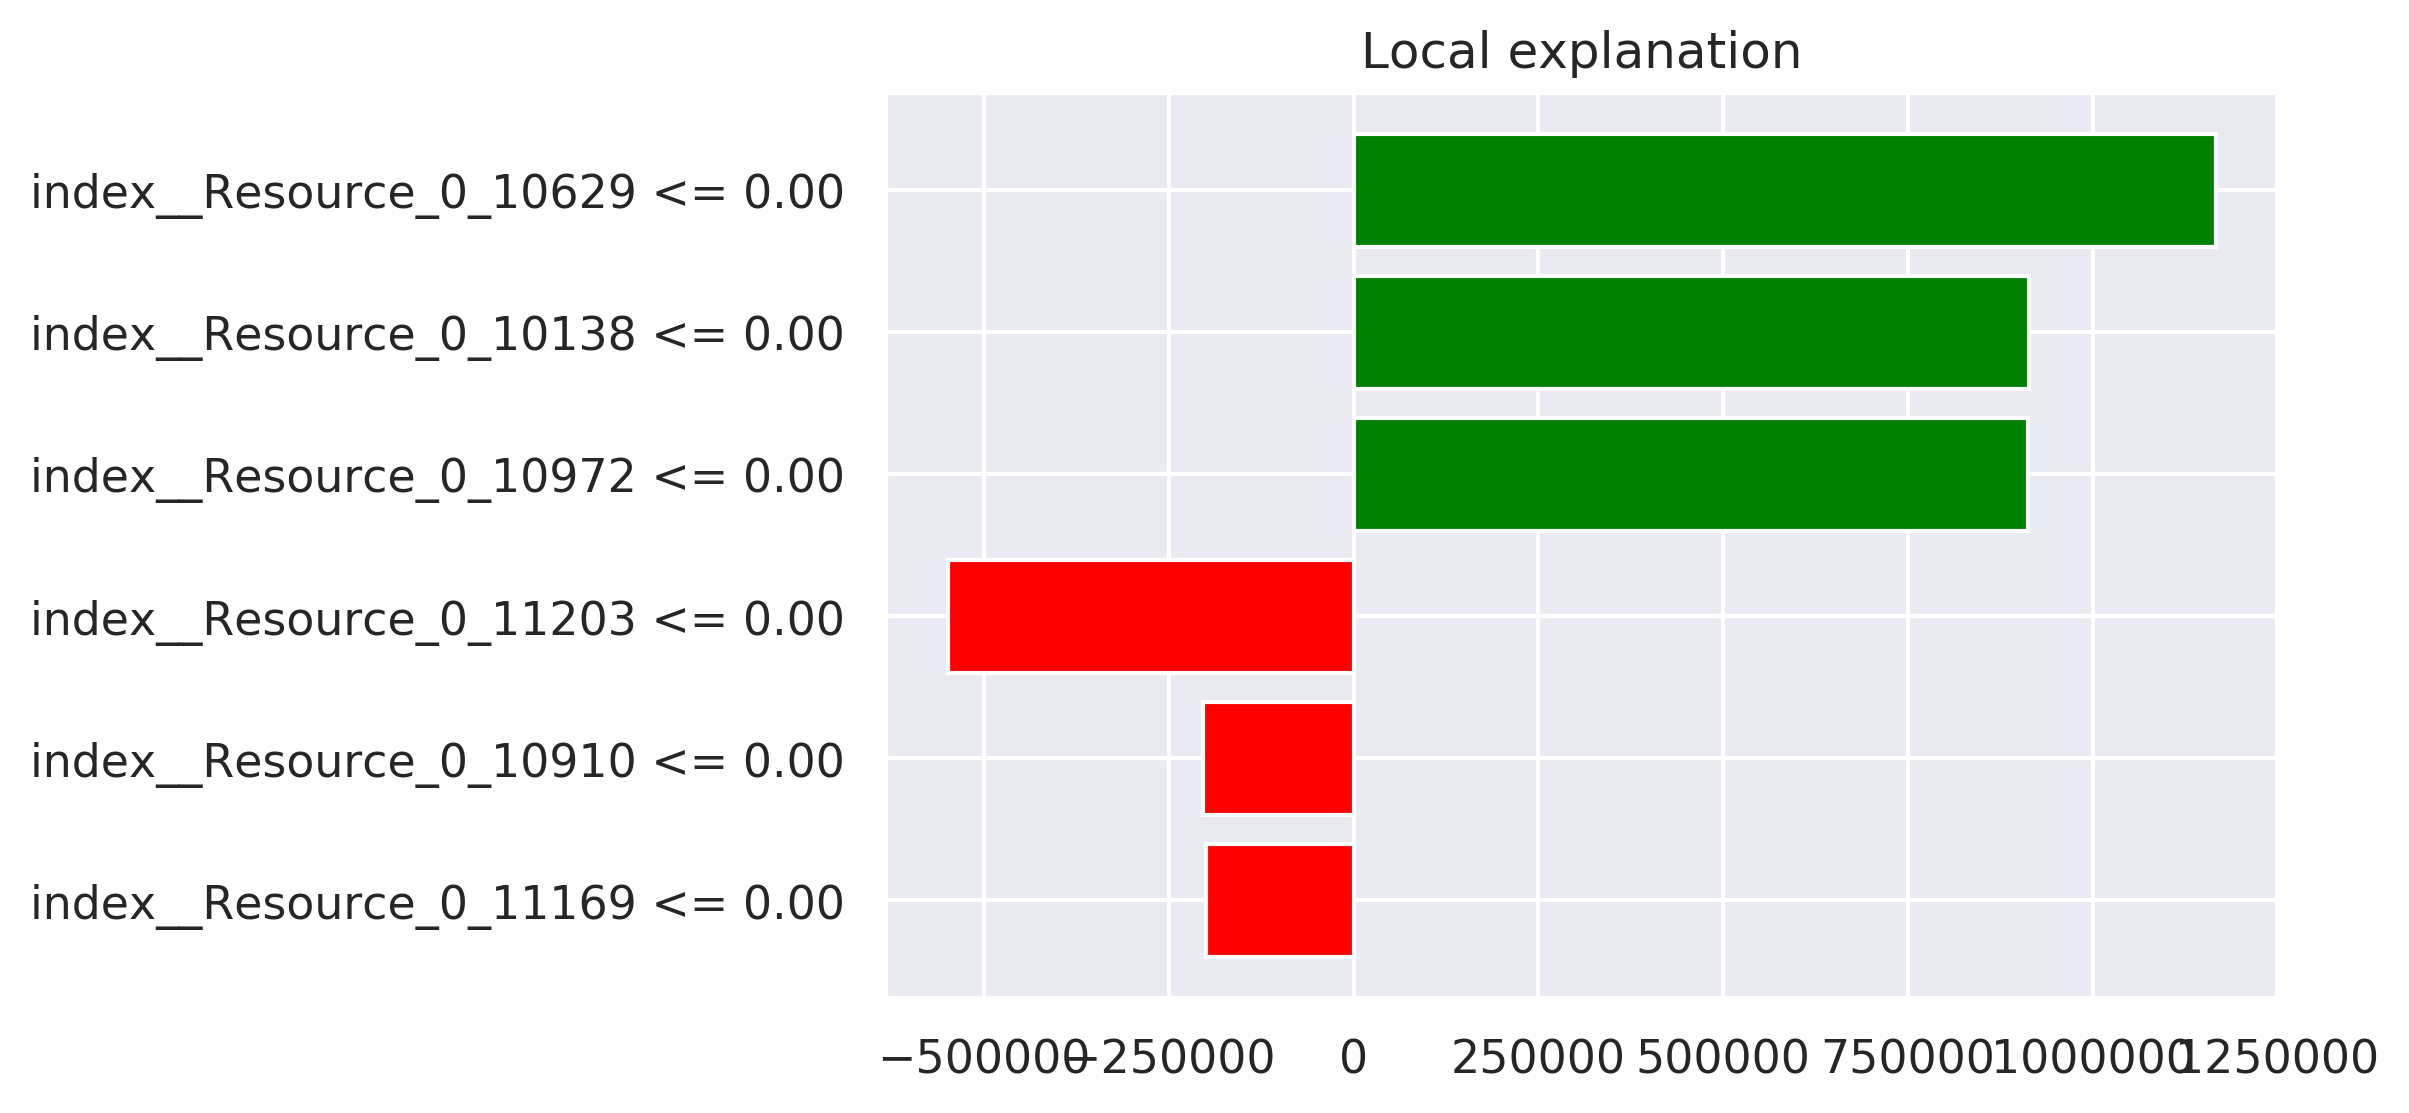 Local explanation
index__Resource_0_10629 <= 0.00
index__Resource_0_10138 <= 0.00
index__Resource_0_10972 <= 0.00
index__Resource_0_11203 <= 0.00
index__Resource_0_10910 <= 0.00
index__Resource_0_11169 <= 0.00
−500000 −250000 0 250000 500000 750000 1000000 1250000